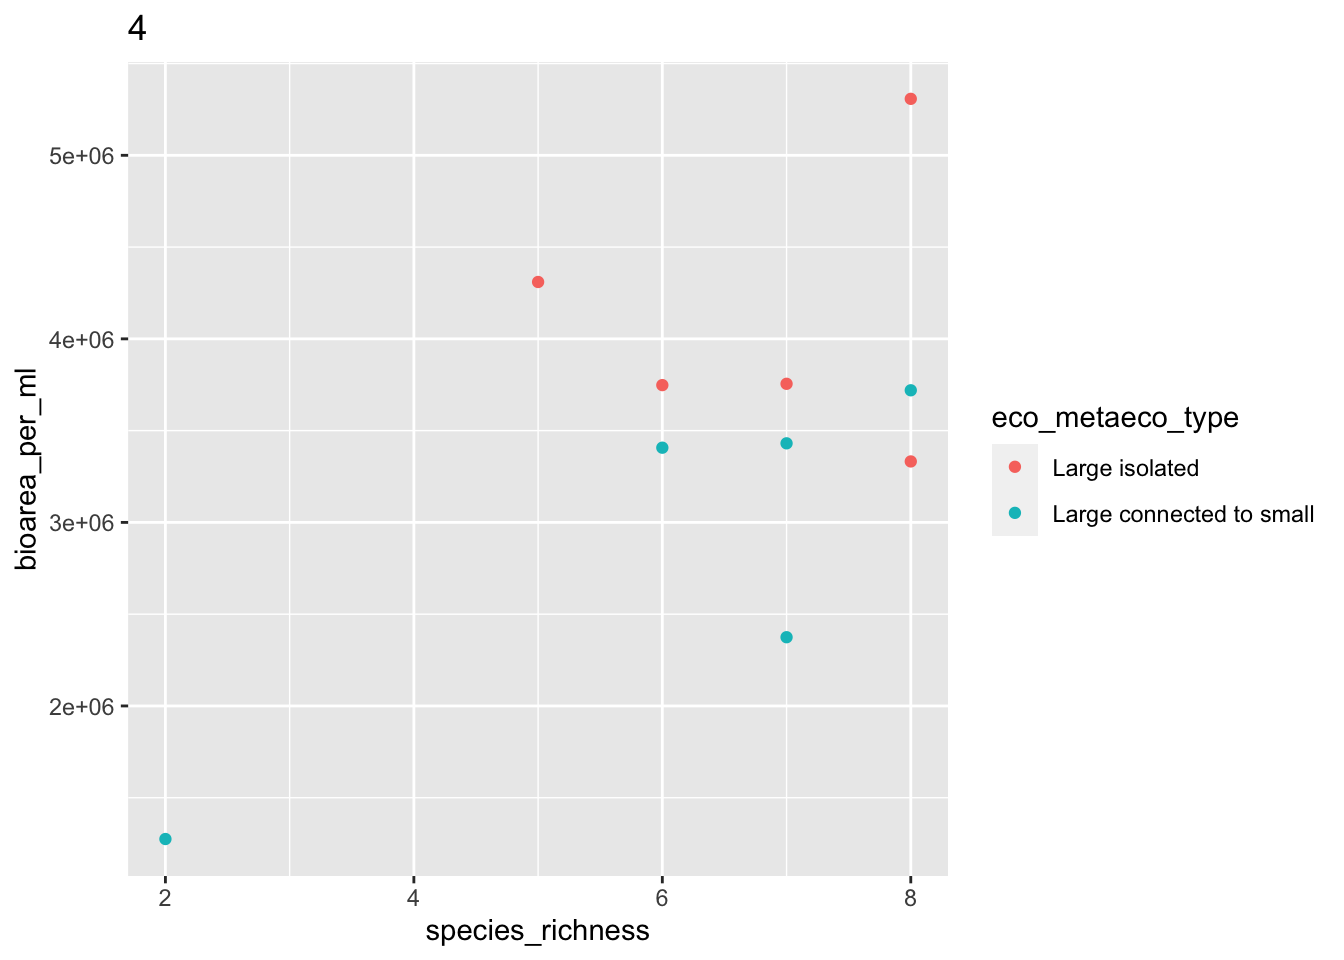 4
5e+06
4e+06
3e+06
2e+06
bioarea_per_ml
2
4
6
8
species_richness
eco_metaeco_type
Large isolated
Large connected to small